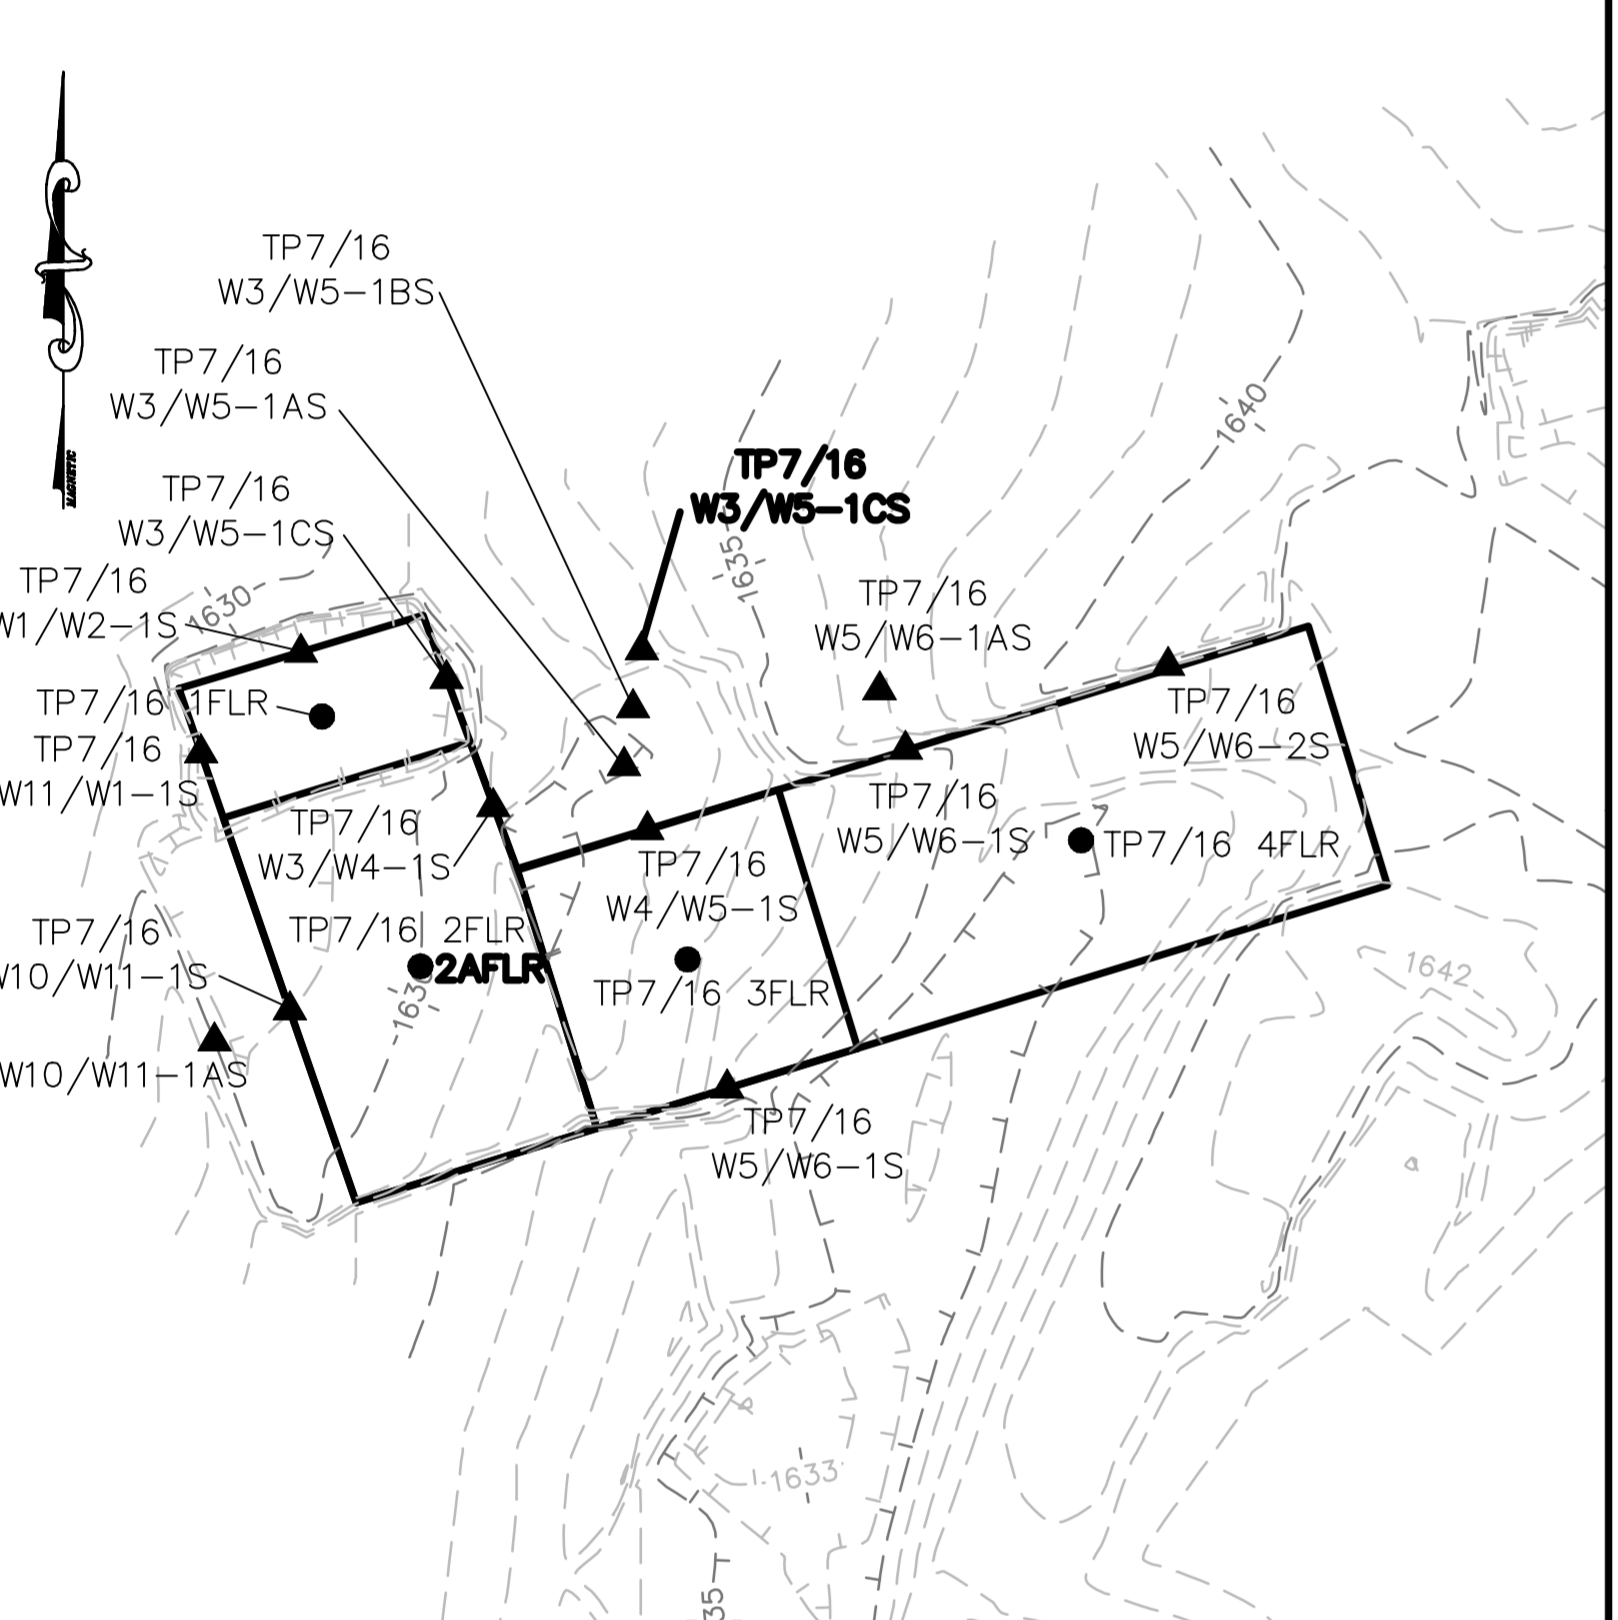 MAGNETIC
TP7/16
W3/W5-1BS
TP7/16
W3/W5-1AS
TP7/16
W3/W5-1CS
TP7/16
W3/W5-1CS
1640
1635
TP7/16
W1/W2-1S
1630
TP7/16
W5/W6-1AS
TP7/16 1FLR
TP7/16
W11/W1-1S
TP7/16
W5/W6-2S
TP7/16
W3/W4-1S
TP7/16
W5/W6-1S
TP7/16 4FLR
TP7/16
W4/W5-1S
TP7/16
W10/W11-1S
TP7/16 2FLR
2AFLR
TP7/16 3FLR
1630
1642
W10/W11-1AS
TP7/16
W5/W6-1S
1633
35